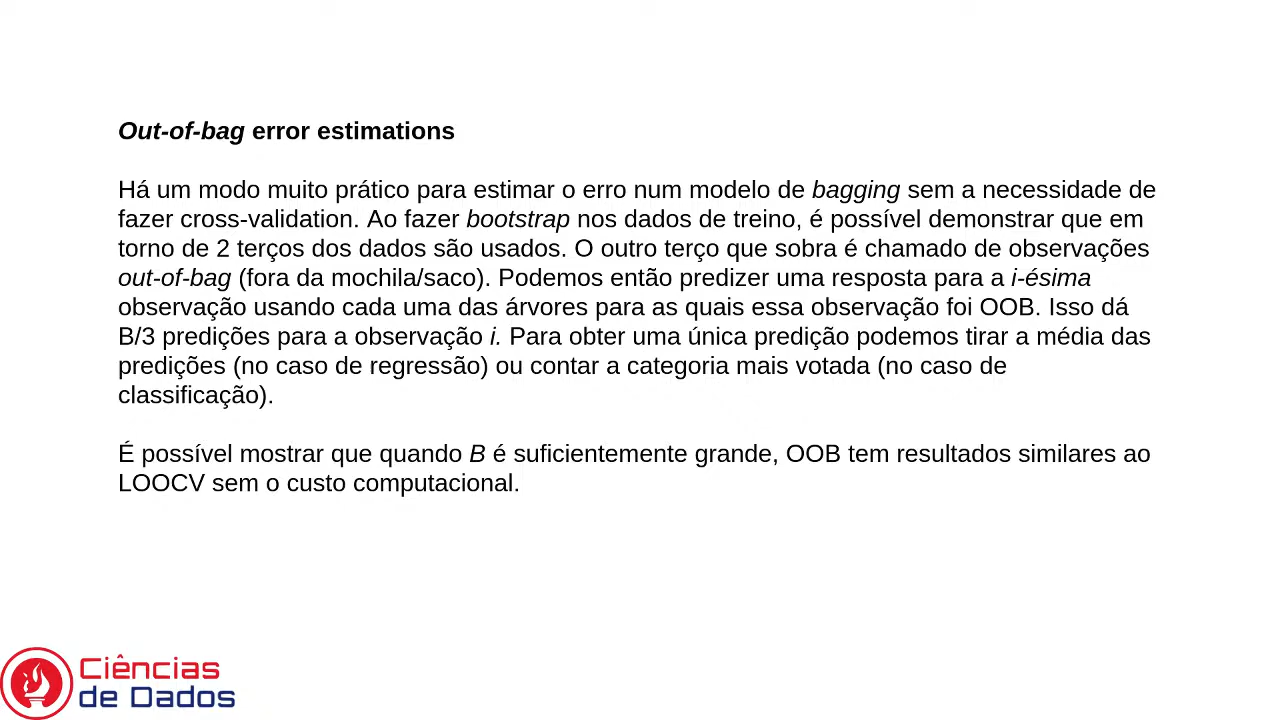 Out-of-bag error estimations
Há um modo muito prático para estimar o erro num modelo de bagging sem a necessidade de
fazer cross-validation. Ao fazer bootstrap nos dados de treino, é possível demonstrar que em
torno de 2 terços dos dados são usados. O outro terço que sobra é chamado de observações
out-of-bag (fora da mochila/saco). Podemos então predizer uma resposta para a i-ésima
observação usando cada uma das árvores para as quais essa observação foi OOB. Isso dá
B/3 predições para a observação i. Para obter uma única predição podemos tirar a média das
predições (no caso de regressão) ou contar a categoria mais votada (no caso de
classificação).
É possível mostrar que quando B é suficientemente grande, OOB tem resultados similares ao
LOOCV sem o custo computacional.
Ciências
de Dados